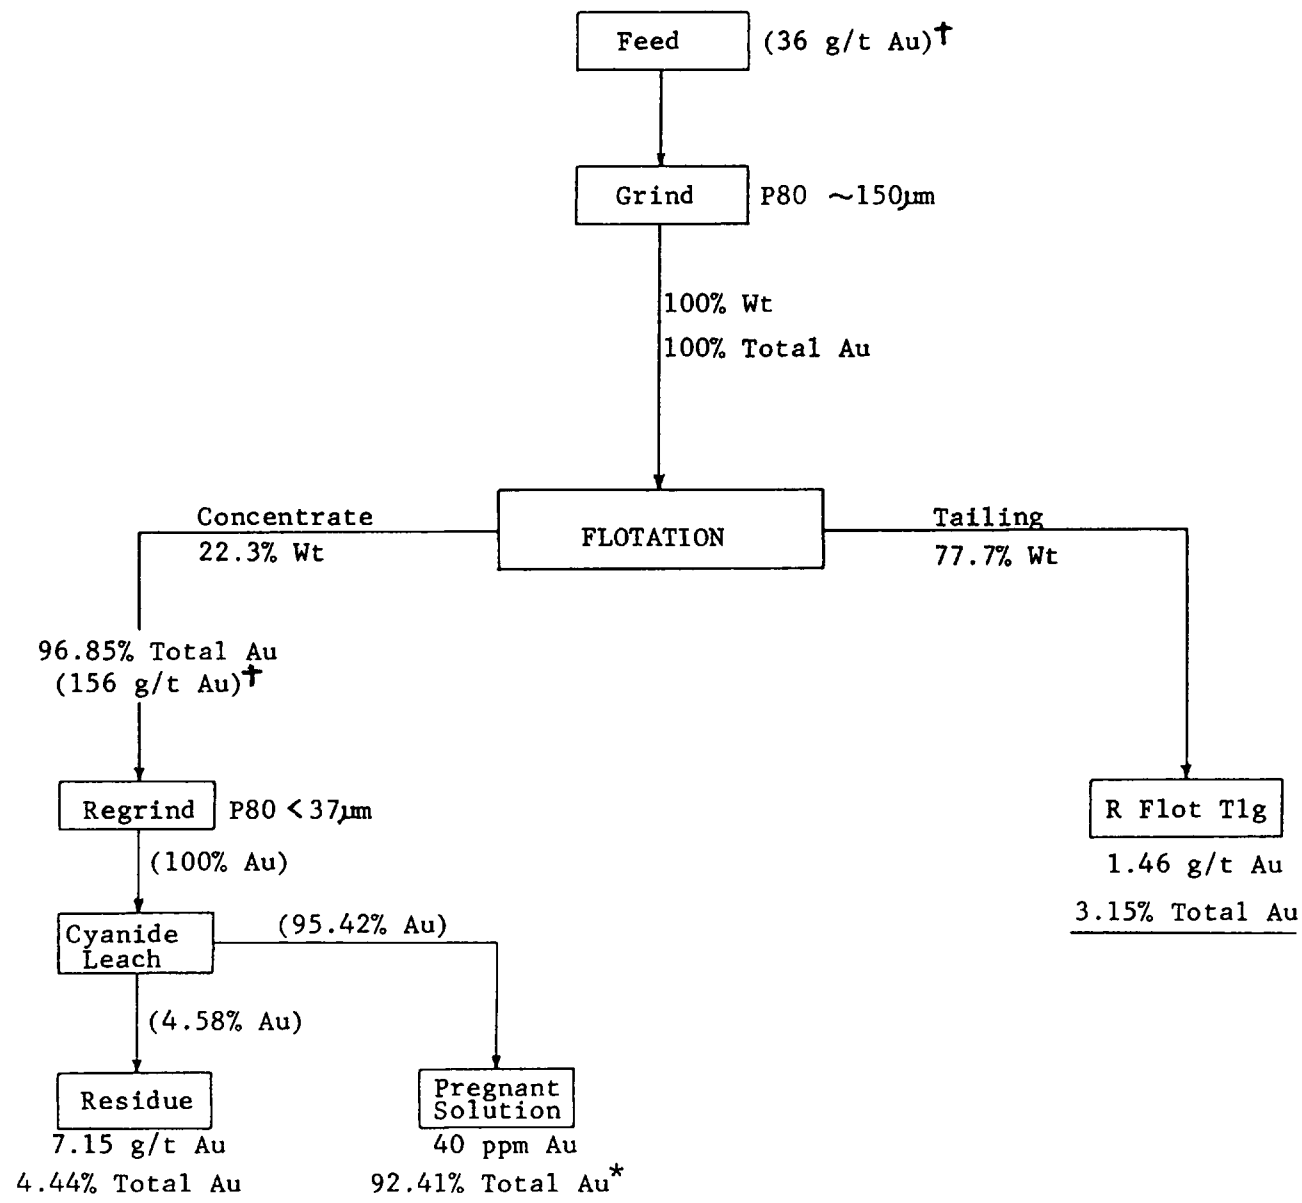 Feed
(36 g/t Au)†
Grind
P80 ~150µm
100% Wt
100% Total Au
FLOTATION
Concentrate
22.3% Wt
Tailing
77.7% Wt
96.85% Total Au
(156 g/t Au)†
Regrind
P80 <37µm
R Flot Tlg
1.46 g/t Au
3.15% Total Au
(100% Au)
Cyanide
Leach
(95.42% Au)
(4.58% Au)
Residue
7.15 g/t Au
4.44% Total Au
Pregnant
Solution
40 ppm Au
92.41% Total Au*